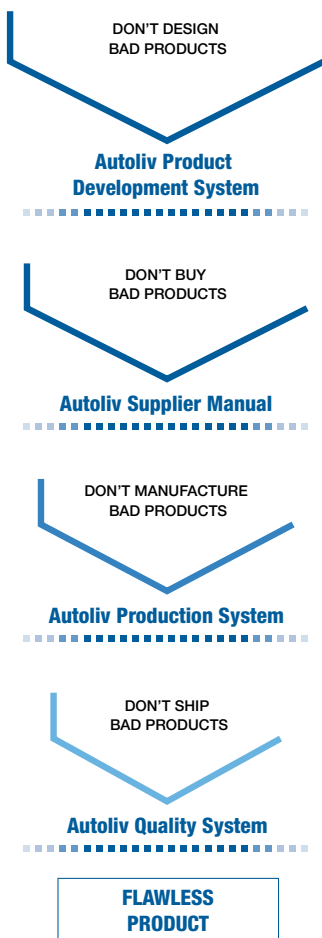 DON'T DESIGN
BAD PRODUCTS
Autoliv Product
Development System
DON'T BUY
BAD PRODUCTS
Autoliv Supplier Manual
DON'T MANUFACTURE
BAD PRODUCTS
Autoliv Production System
DON'T SHIP
BAD PRODUCTS
Autoliv Quality System
FLAWLESS
PRODUCT